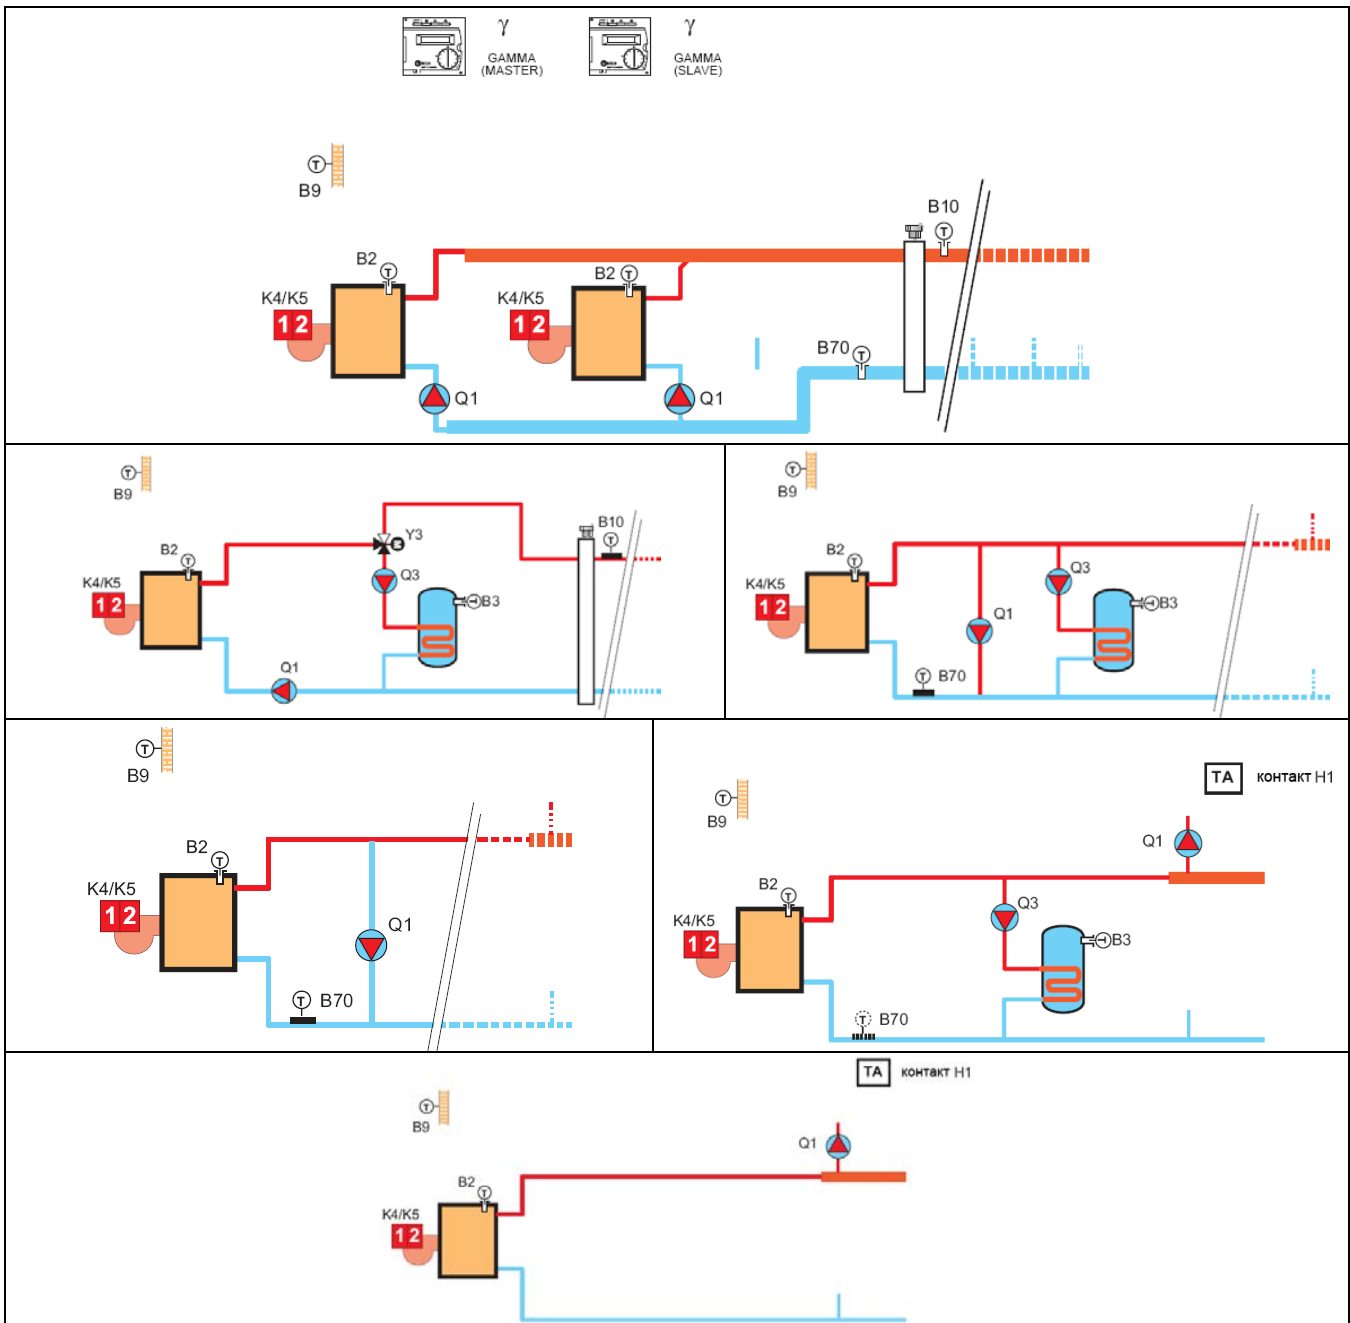 γ
GAMMA
(MASTER)
γ
GAMMA
(SLAVE)
T
B9
B10
T
B2 T
K4/K5
1 2
Q1
B2 T
K4/K5
1 2
Q1
B70
T
T
B9
B2
T
K4/K5
1 2
Y3
Q3
B3
Q1
B10
T
T
B9
B2
T
K4/K5
1 2
Q3
Q1
B3
T B70
T
B9
B2
T
K4/K5
1 2
Q1
T B70
TA контакт H1
T
B9
Q1
B2
T
K4/K5
1 2
Q3
B3
T B70
TA контакт H1
T
B9
Q1
B2
T
K4/K5
1 2